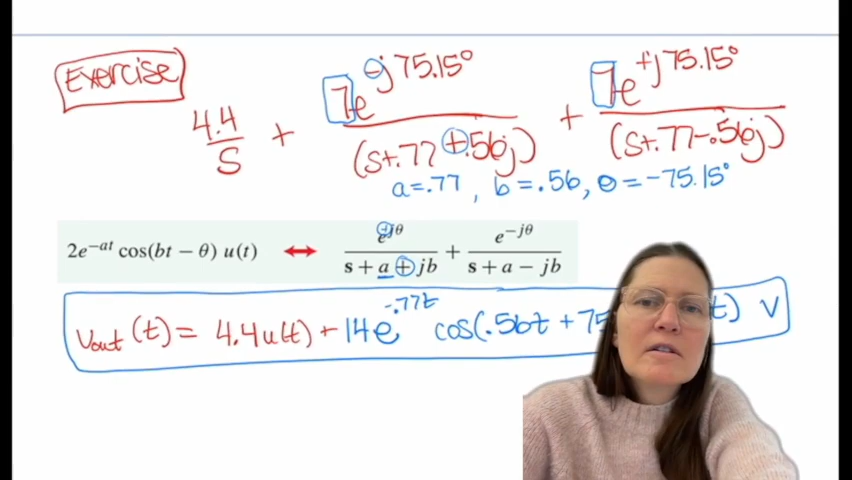 Exercise
4.4/s + 7e^-j75.15°/(s+.77+.56j) + 7e^+j75.15°/(s+.77-.56j)
a=.77, b=.56, θ=-75.15°
2e^−at cos(bt − θ) u(t) ↔ e^jθ/(s + a + jb) + e^−jθ/(s + a − jb)
Vout(t) = 4.4u(t) + 14e^-.77t cos(.56t + 75 t) V